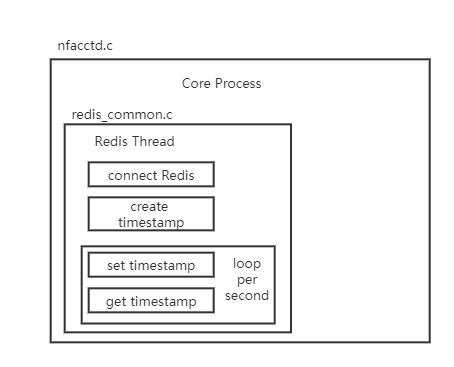 nfacctd.c
Core Process
redis_common.c
Redis Thread
connect Redis
create
timestamp
set timestamp
get timestamp
loop
per
second